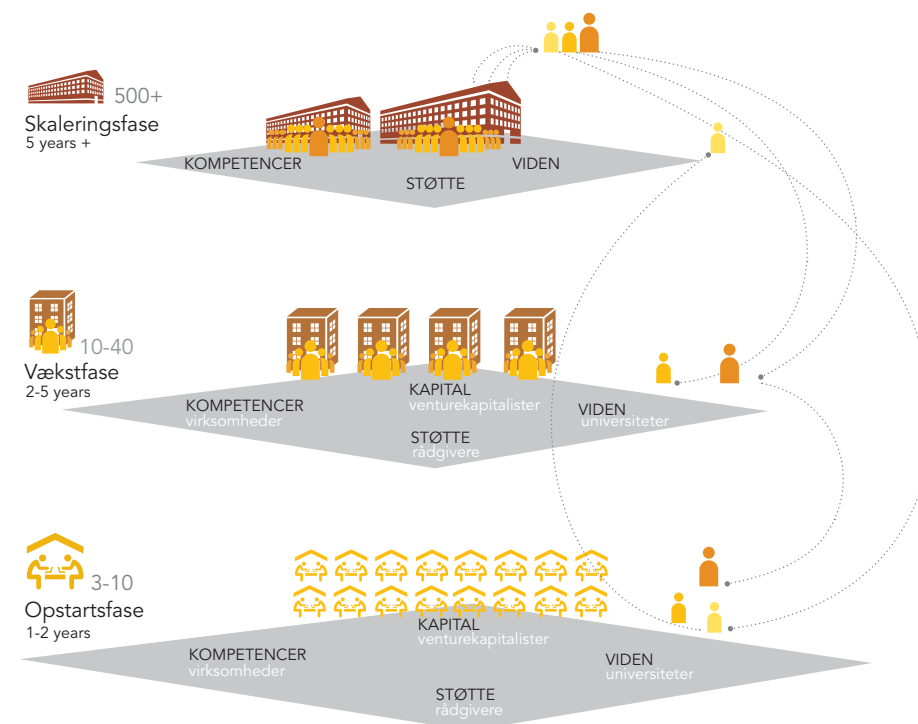 500+
Skaleringsfase
5 years +
KOMPETENCER
VIDEN
STØTTE
10-40
Vækstfase
2-5 years
KAPITAL
venturekapitalister
KOMPETENCER
virksomheder
VIDEN
universiteter
STØTTE
rådgivere
3-10
Opstartsfase
1-2 years
KAPITAL
venturekapitalister
KOMPETENCER
virksomheder
VIDEN
universiteter
STØTTE
rådgivere